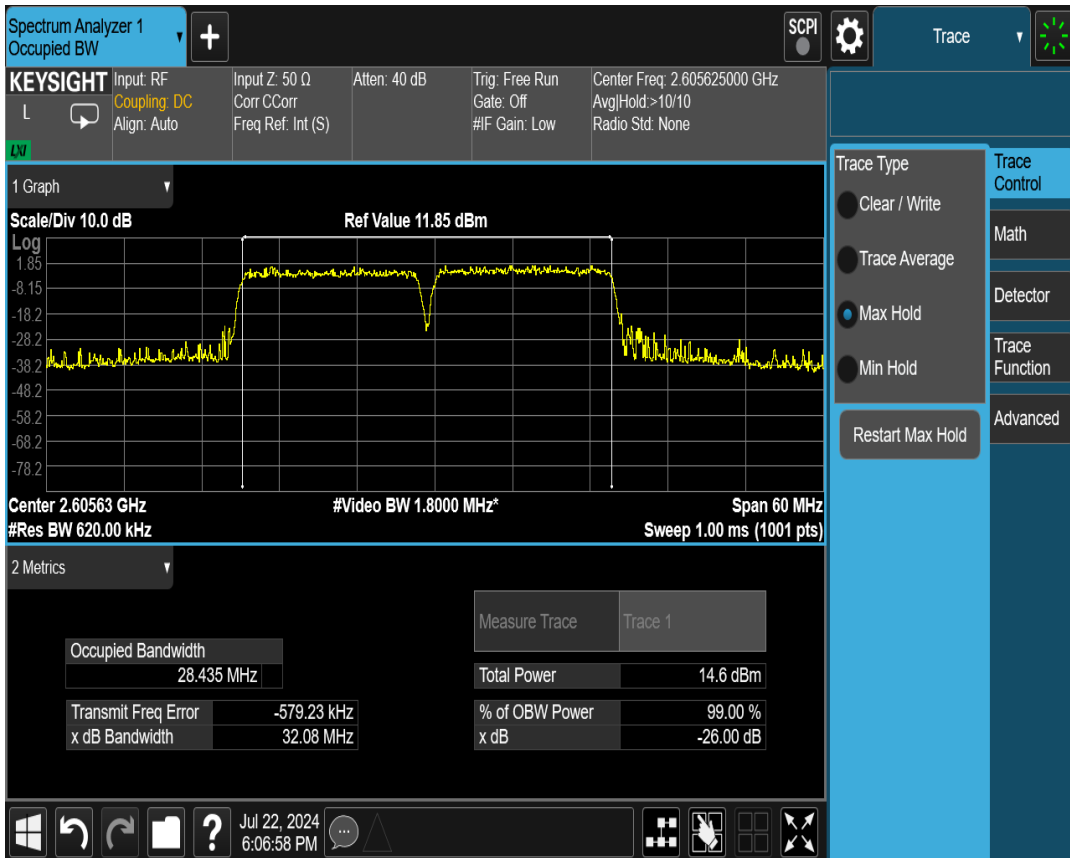 Spectrum Analyzer 1
Occupied BW
SCPI
Trace
KEYSIGHT
L
LXI
Input: RF
Coupling: DC
Align: Auto
Input Z: 50 Ω
Corr CCorr
Freq Ref: Int (S)
Atten: 40 dB
Trig: Free Run
Gate: Off
#IF Gain: Low
Center Freq: 2.605625000 GHz
Avg|Hold:>10/10
Radio Std: None
1 Graph
Scale/Div 10.0 dB
Ref Value 11.85 dBm
Log
1.85
-8.15
-18.2
-28.2
-38.2
-48.2
-58.2
-68.2
-78.2
Center 2.60563 GHz
#Video BW 1.8000 MHz*
Span 60 MHz
#Res BW 620.00 kHz
Sweep 1.00 ms (1001 pts)
2 Metrics
Measure Trace
Trace 1
Occupied Bandwidth
28.435 MHz
Total Power
14.6 dBm
Transmit Freq Error
-579.23 kHz
% of OBW Power
99.00 %
x dB Bandwidth
32.08 MHz
x dB
-26.00 dB
Trace Type
Clear / Write
Trace Average
Max Hold
Min Hold
Restart Max Hold
Trace
Control
Math
Detector
Trace
Function
Advanced
?
Jul 22, 2024
6:06:58 PM